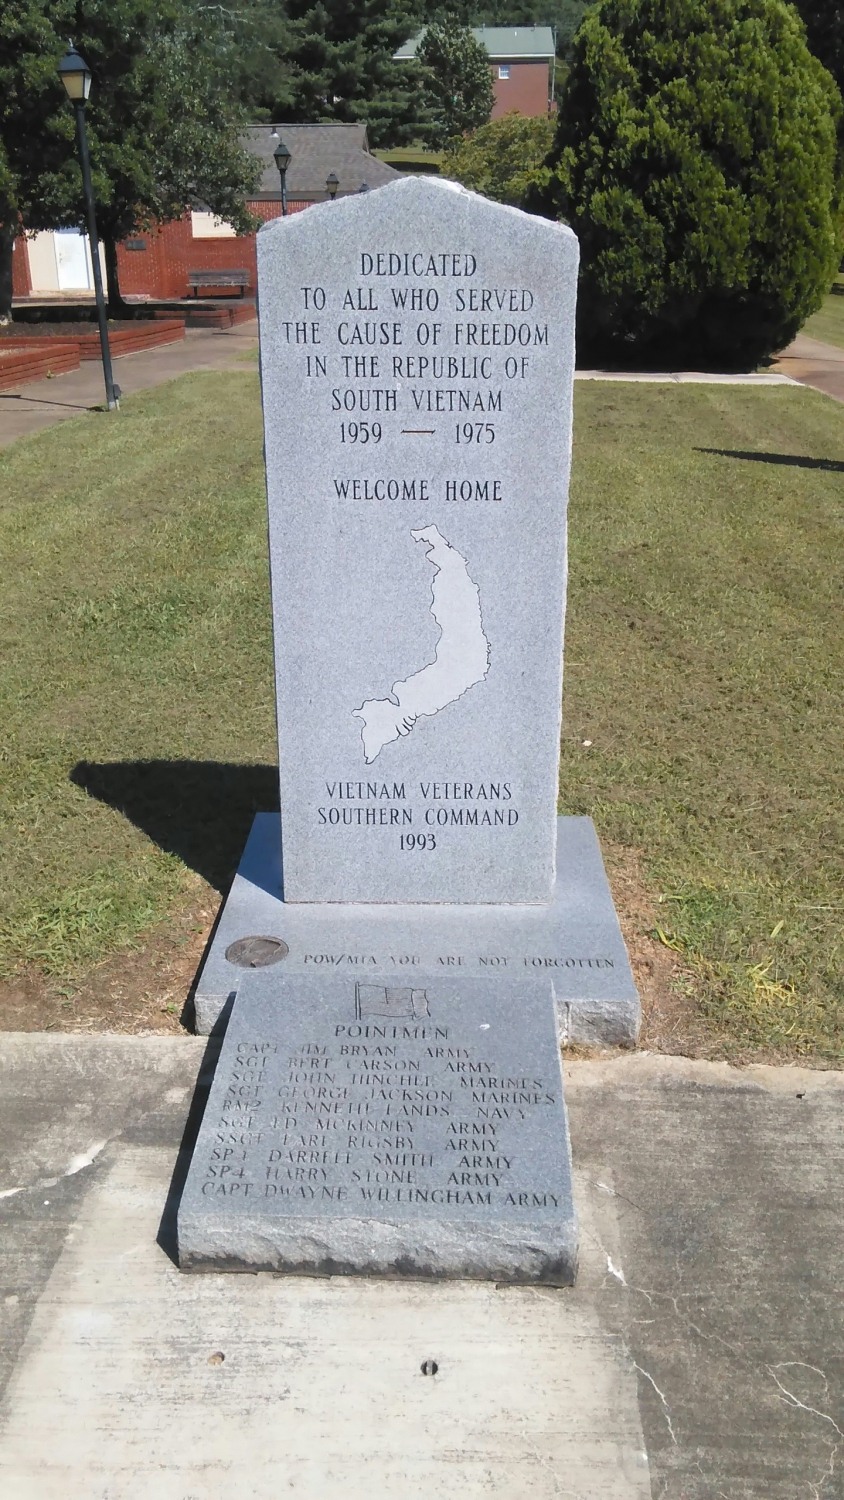 DEDICATED
TO ALL WHO SERVED
THE CAUSE OF FREEDOM
IN THE REPUBLIC OF
SOUTH VIETNAM
1959 — 1975
WELCOME HOME
VIETNAM VETERANS
SOUTHERN COMMAND
1993
POW/MIA YOU ARE NOT FORGOTTEN
POINTMEN
CAPT JIM BRYAN ARMY
SGT BERT CARSON ARMY
SGT JOHN HINCHEE MARINES
SGT GEORGE JACKSON MARINES
RM2 KENNETH LANDS NAVY
SGT ED MCKINNEY ARMY
SSGT EARL RIGSBY ARMY
SP4 DARRELL SMITH ARMY
SP4 HARRY STONE ARMY
CAPT DWAYNE WILLINGHAM ARMY